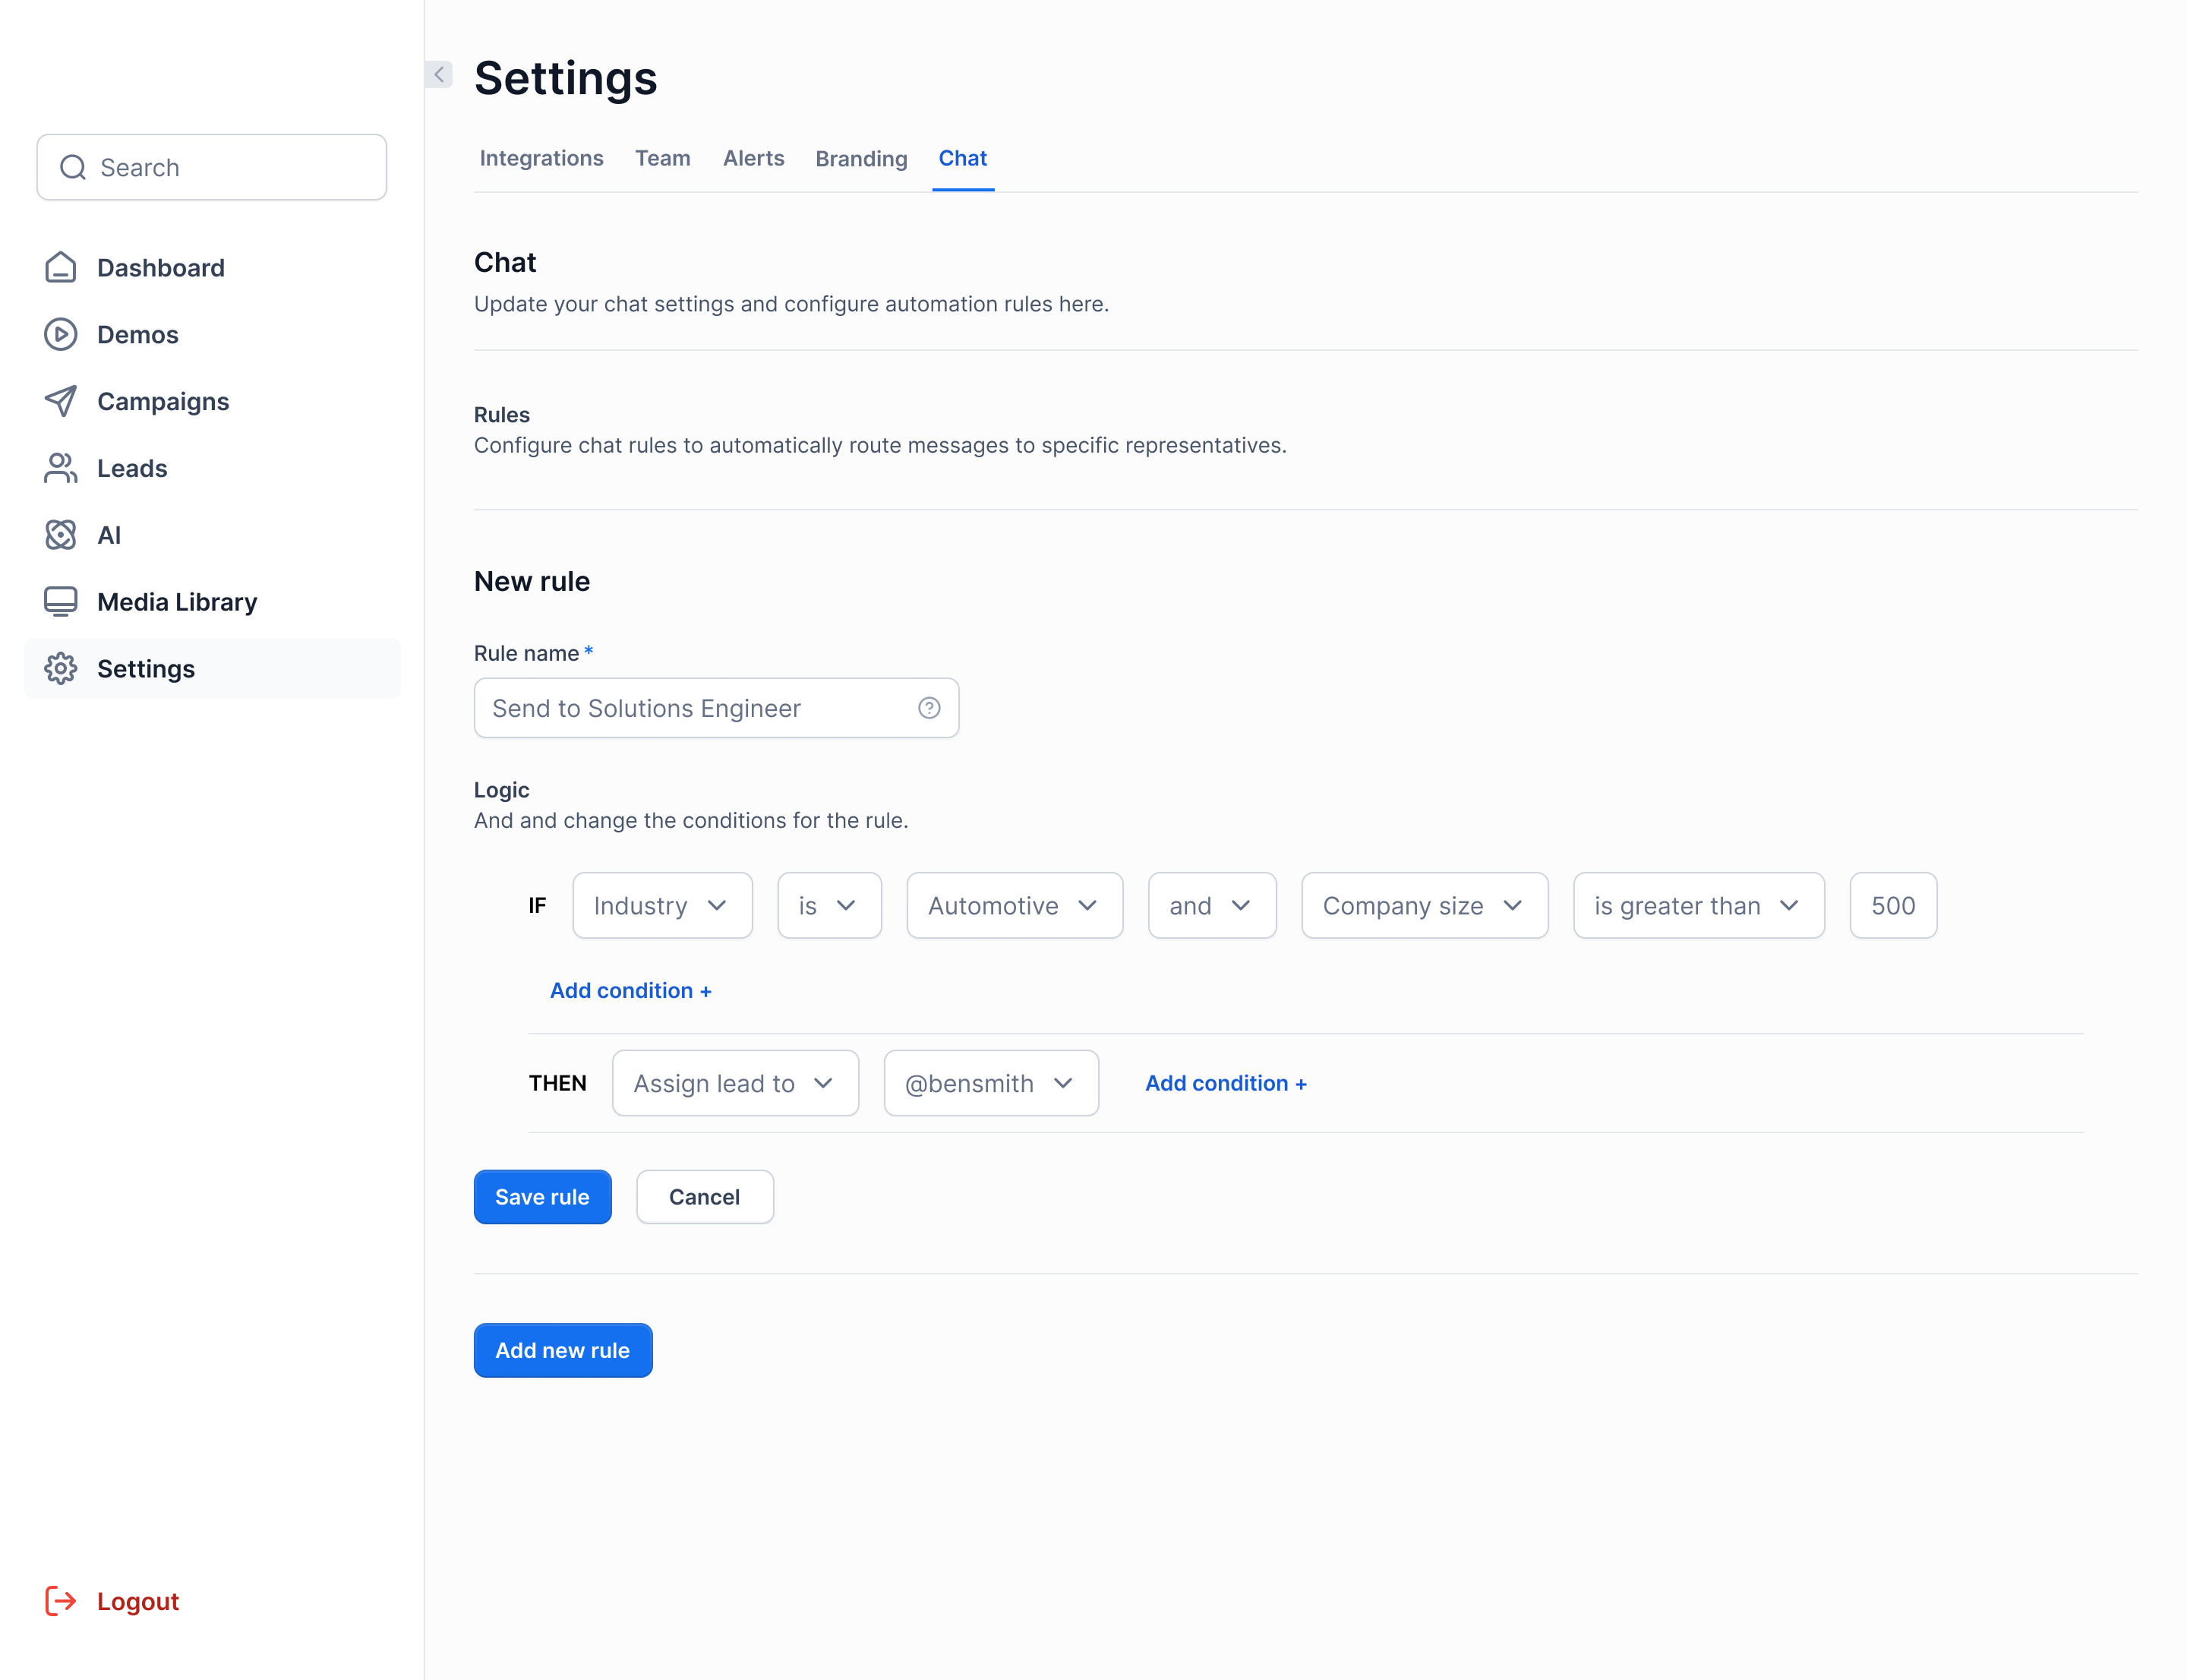 Search
Dashboard
Demos
Campaigns
Leads
AI
Media Library
Settings
Logout
Settings
Integrations Team Alerts Branding Chat
Chat
Update your chat settings and configure automation rules here.
Rules
Configure chat rules to automatically route messages to specific representatives.
New rule
Rule name*
Send to Solutions Engineer
Logic
And and change the conditions for the rule.
IF Industry is Automotive and Company size is greater than 500
Add condition +
THEN Assign lead to @bensmith Add condition +
Save rule Cancel
Add new rule